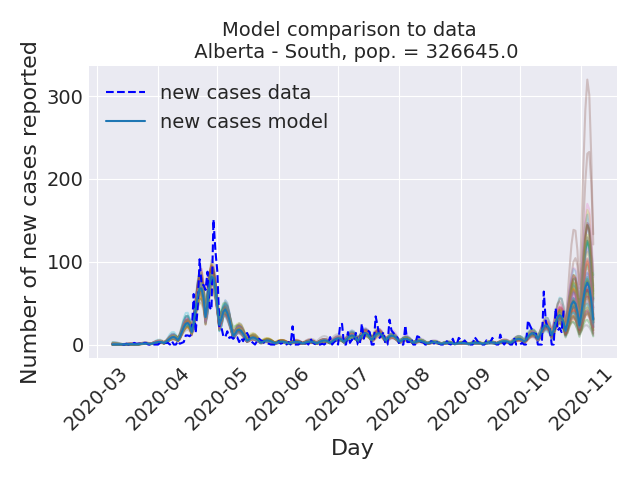 Model comparison to data
Alberta - South, pop. = 326645.0
Number of new cases reported
300
200
100
0
new cases data
new cases model
2020-03
2020-04
2020-05
2020-06
2020-07
2020-08
2020-09
2020-10
2020-11
Day